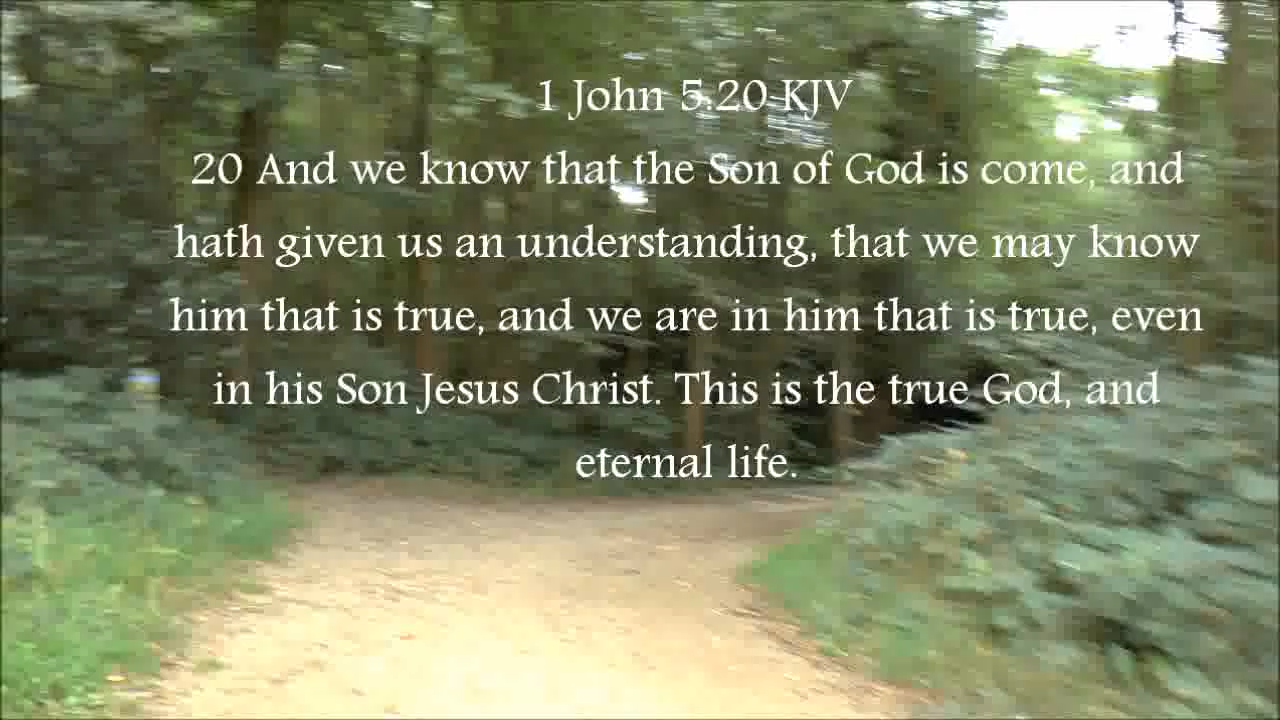 1 John 5:20 KJV
20 And we know that the Son of God is come, and
hath given us an understanding, that we may know
him that is true, and we are in him that is true, even
in his Son Jesus Christ. This is the true God, and
eternal life.